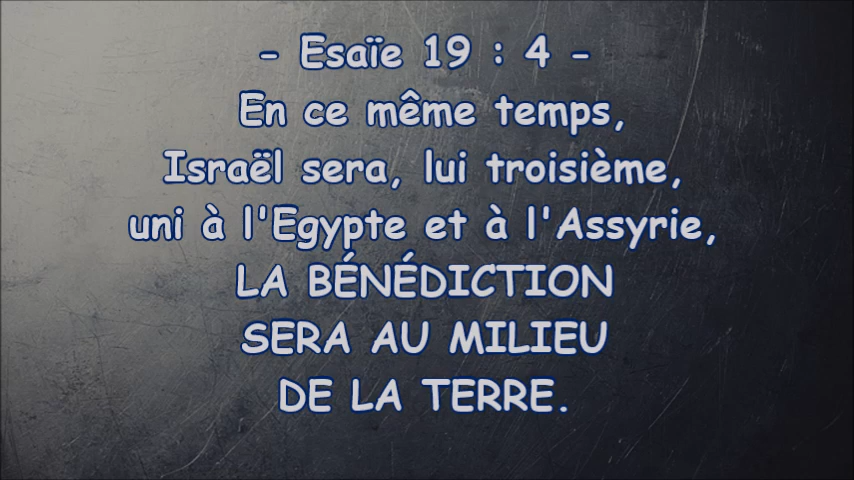 - Esaïe 19 : 4 -
En ce même temps,
Israël sera, lui troisième,
uni à l'Egypte et à l'Assyrie,
LA BÉNÉDICTION
SERA AU MILIEU
DE LA TERRE.